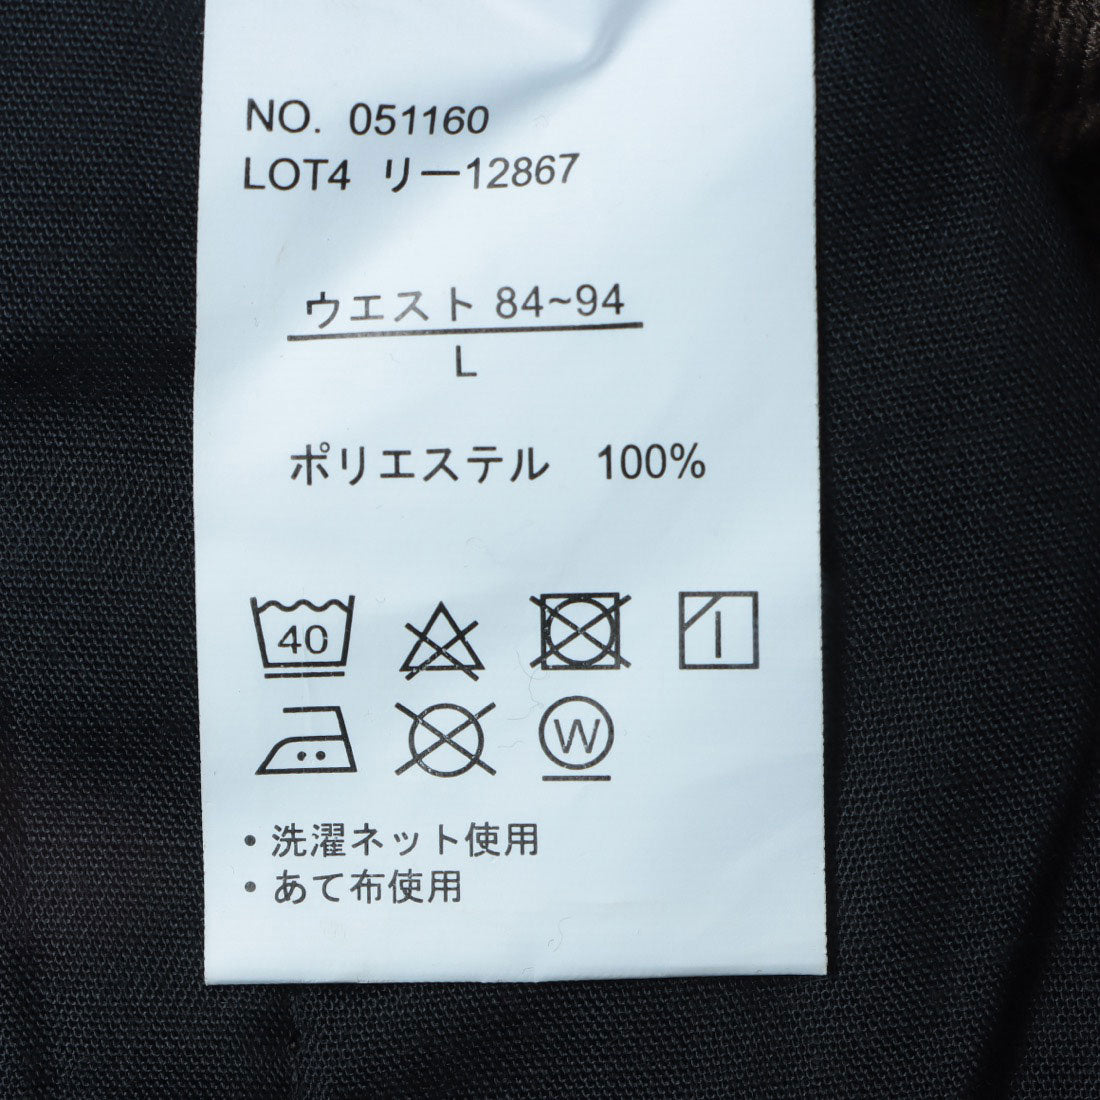 NO. 051160
LOT4 リー12867
ウエスト 84~94
L
ポリエステル 100%
40
W
・洗濯ネット使用
・あて布使用